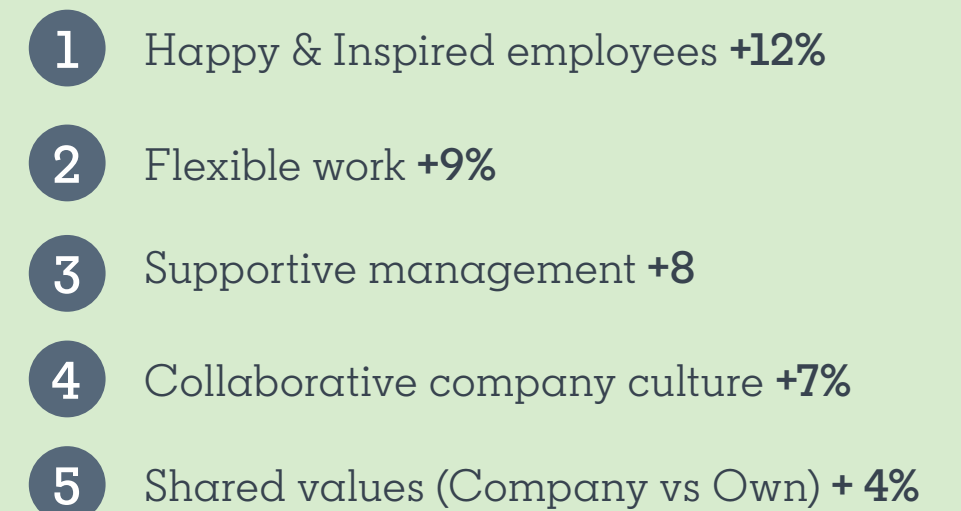 1 Happy & Inspired employees +12%
2 Flexible work +9%
3 Supportive management +8
4 Collaborative company culture +7%
5 Shared values (Company vs Own) + 4%